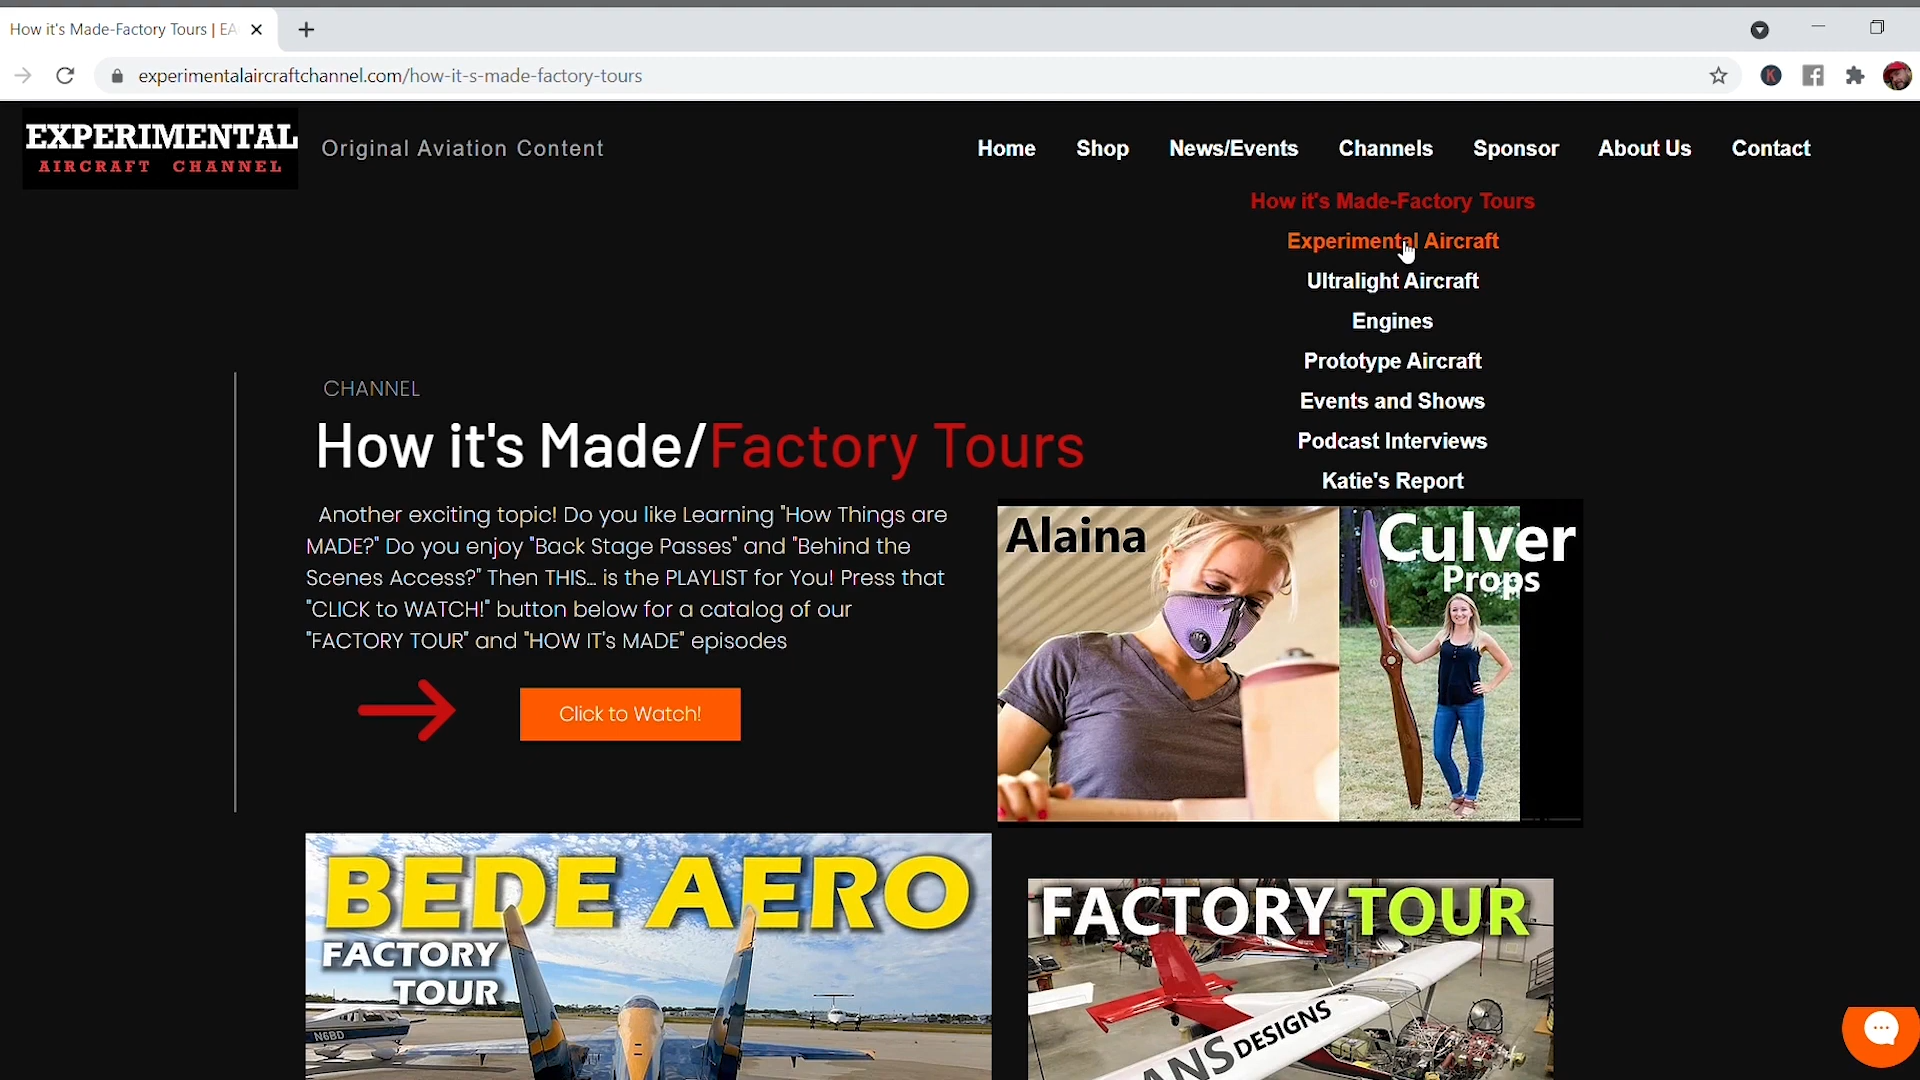 How it's Made-Factory Tours | EA
experimentalaircraftchannel.com/how-it-s-made-factory-tours
K
EXPERIMENTAL
AIRCRAFT CHANNEL
Original Aviation Content
Home Shop News/Events Channels Sponsor About Us Contact
How it's Made-Factory Tours
Experimental Aircraft
Ultralight Aircraft
Engines
Prototype Aircraft
Events and Shows
Podcast Interviews
Katie's Report
CHANNEL
How it's Made/Factory Tours
Another exciting topic! Do you like Learning "How Things are
MADE?" Do you enjoy "Back Stage Passes" and "Behind the
Scenes Access?" Then THIS... is the PLAYLIST for You! Press that
"CLICK to WATCH!" button below for a catalog of our
"FACTORY TOUR" and "HOW IT's MADE" episodes
Click to Watch!
Alaina
Culver
Props
BEDE AERO
FACTORY
TOUR
N6BD
FACTORY TOUR
ANS DESIGNS